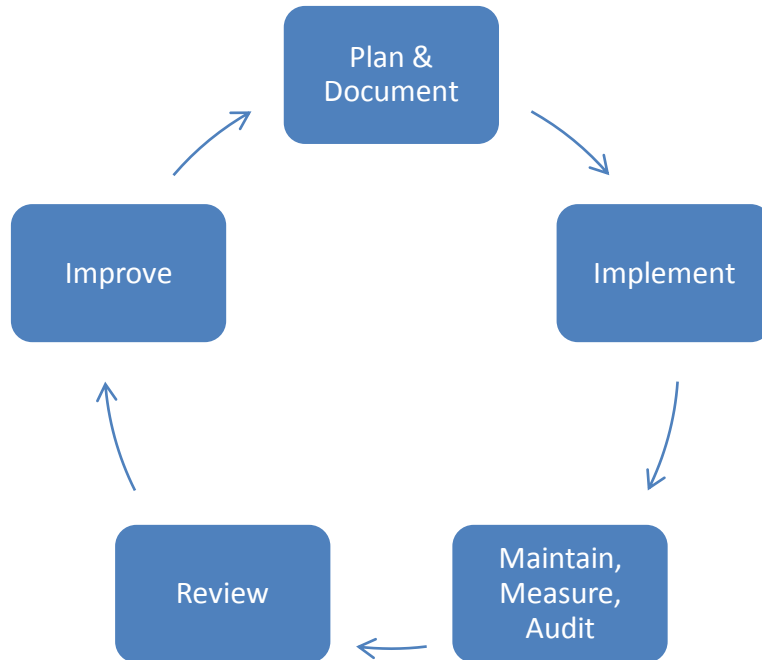 Plan &
Document
Implement
Maintain,
Measure,
Audit
Review
Improve